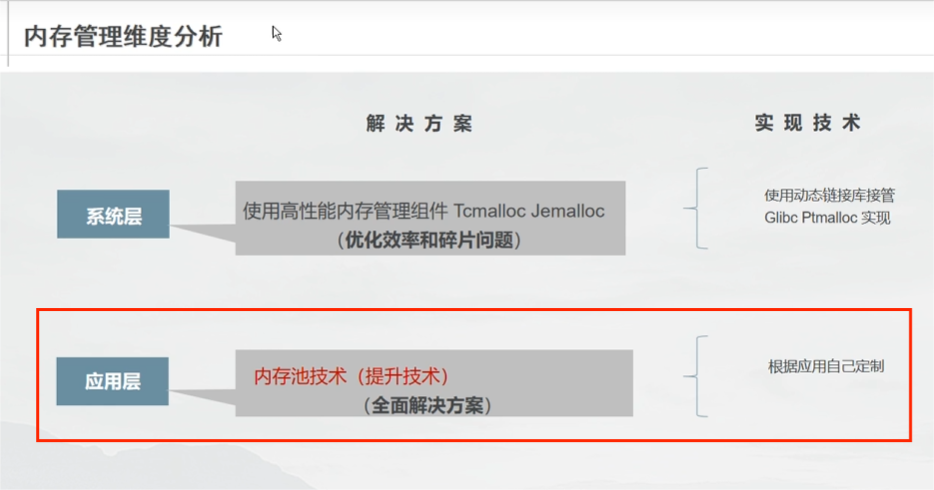 内存管理维度分析
解决方案
实现技术
系统层
使用高性能内存管理组件 Tcmalloc Jemalloc
（优化效率和碎片问题）
使用动态链接库接管
Glibc Ptmalloc 实现
应用层
内存池技术（提升技术）
（全面解决方案）
根据应用自己定制